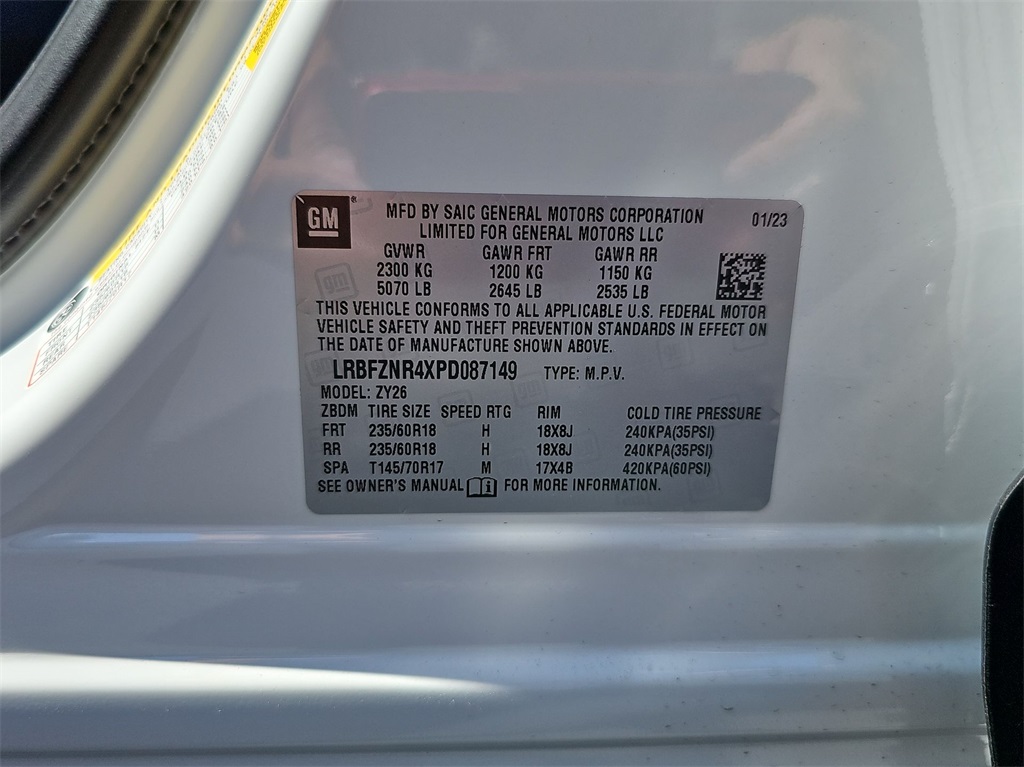 GM ®
MFD BY SAIC GENERAL MOTORS CORPORATION 01/23
LIMITED FOR GENERAL MOTORS LLC
GVWR GAWR FRT GAWR RR
2300 KG 1200 KG 1150 KG
5070 LB 2645 LB 2535 LB
THIS VEHICLE CONFORMS TO ALL APPLICABLE U.S. FEDERAL MOTOR
VEHICLE SAFETY AND THEFT PREVENTION STANDARDS IN EFFECT ON
THE DATE OF MANUFACTURE SHOWN ABOVE.
LRBFZNR4XPD087149 TYPE: M.P.V.
MODEL: ZY26
ZBDM TIRE SIZE SPEED RTG RIM COLD TIRE PRESSURE
FRT 235/60R18 H 18X8J 240KPA(35PSI)
RR 235/60R18 H 18X8J 240KPA(35PSI)
SPA T145/70R17 M 17X4B 420KPA(60PSI)
SEE OWNER'S MANUAL FOR MORE INFORMATION.